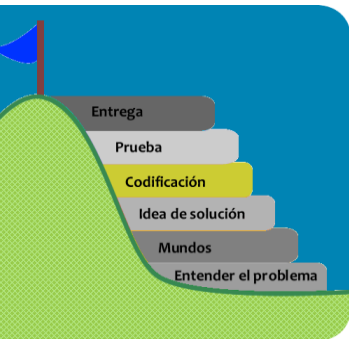 Entrega
Prueba
Codificación
Idea de solución
Mundos
Entender el problema